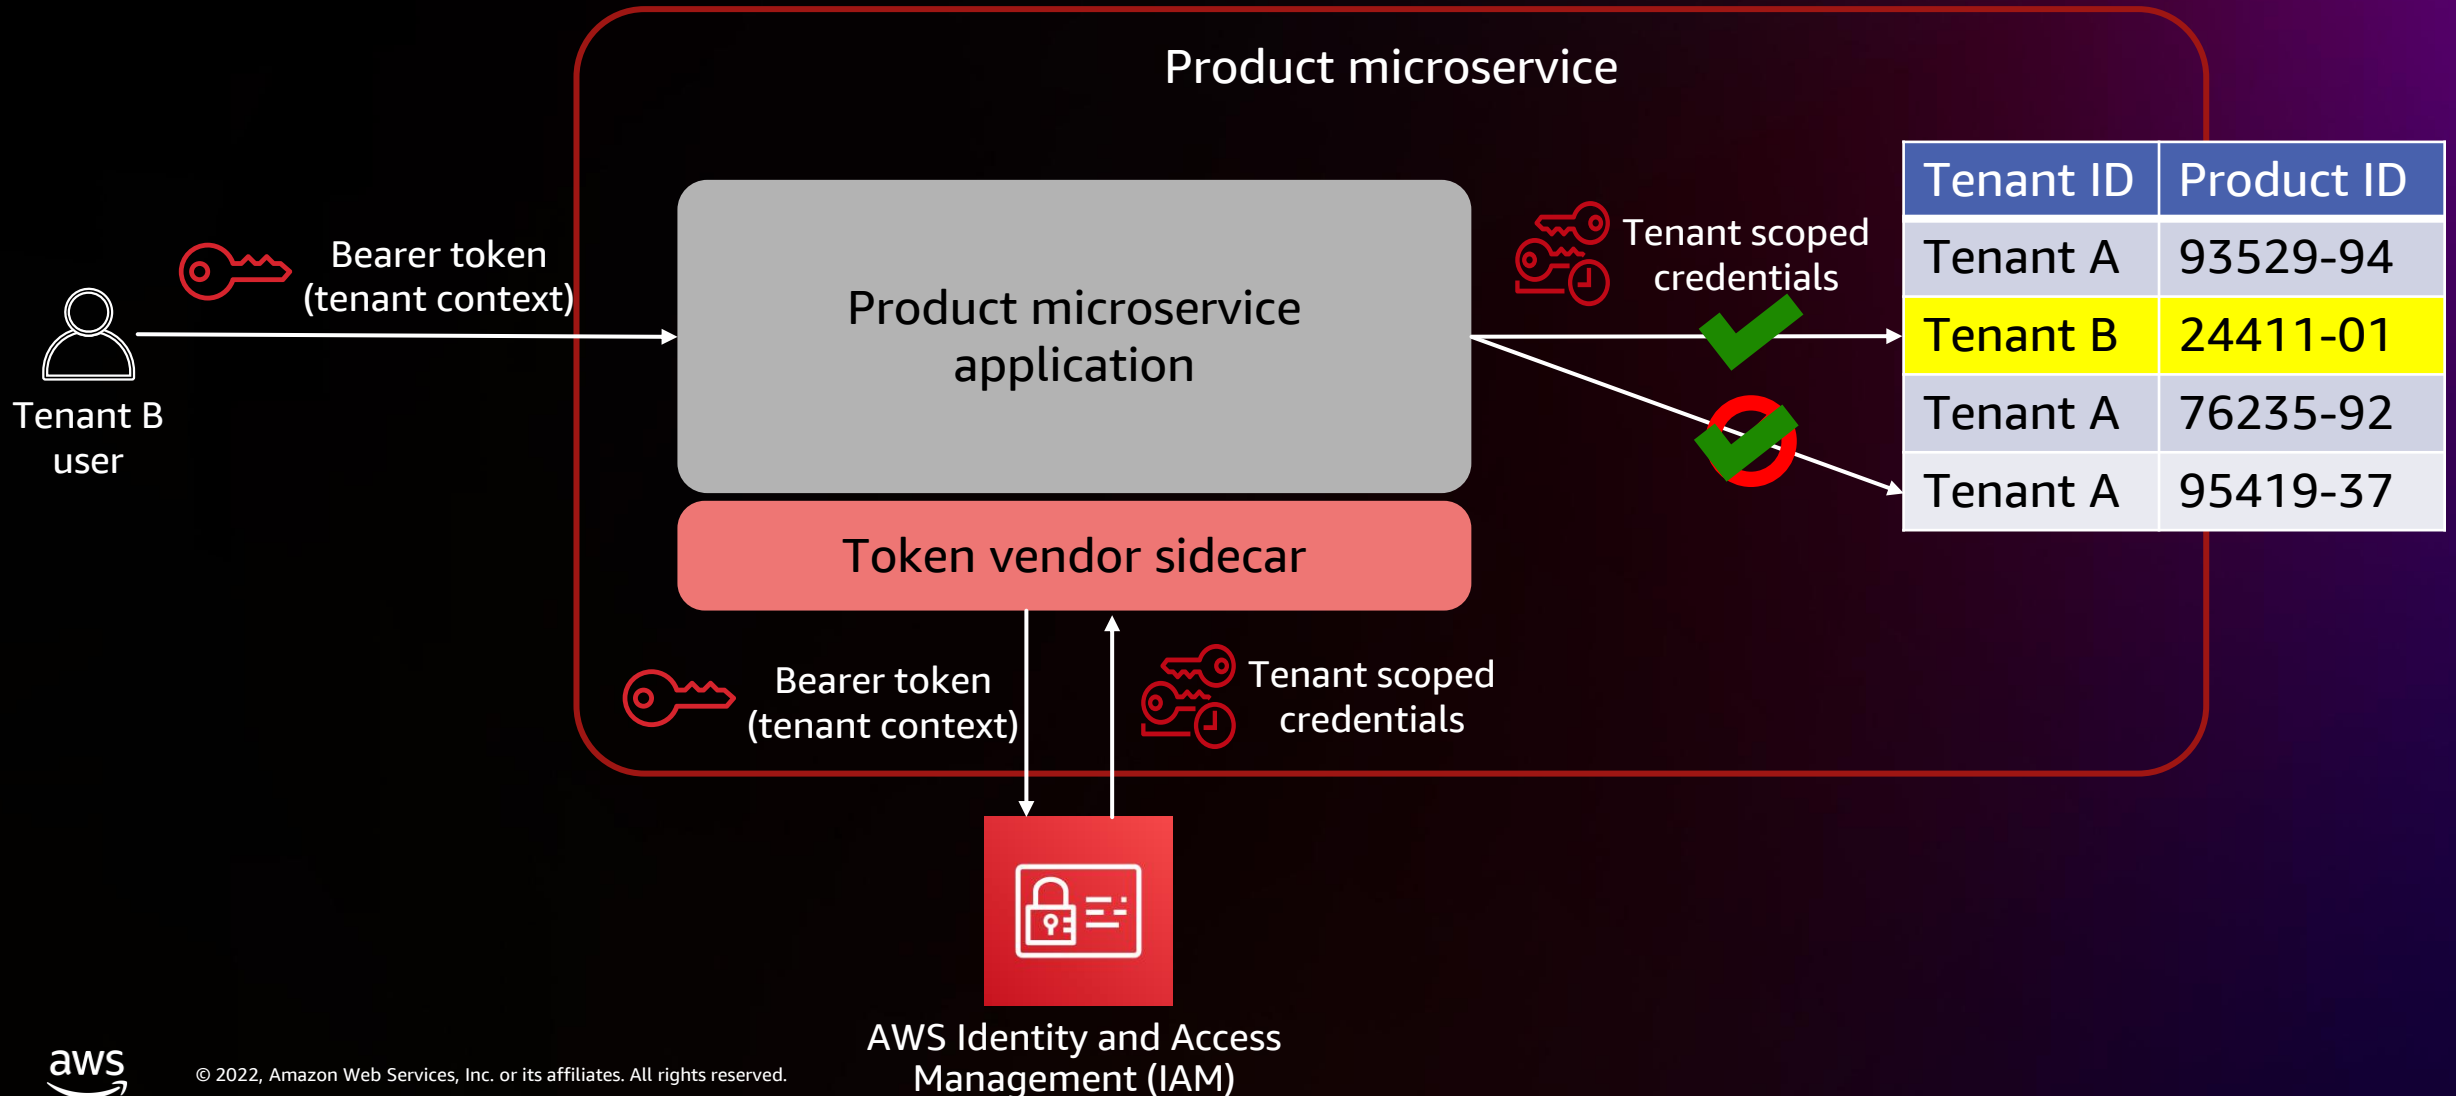 Product microservice
Bearer token
(tenant context)
Tenant B
user
Product microservice
application
Token vendor sidecar
Tenant scoped
credentials
Tenant ID Product ID
Tenant A 93529-94
Tenant B 24411-01
Tenant A 76235-92
Tenant A 95419-37
Bearer token
(tenant context)
Tenant scoped
credentials
AWS Identity and Access
Management (IAM)
aws
© 2022, Amazon Web Services, Inc. or its affiliates. All rights reserved.